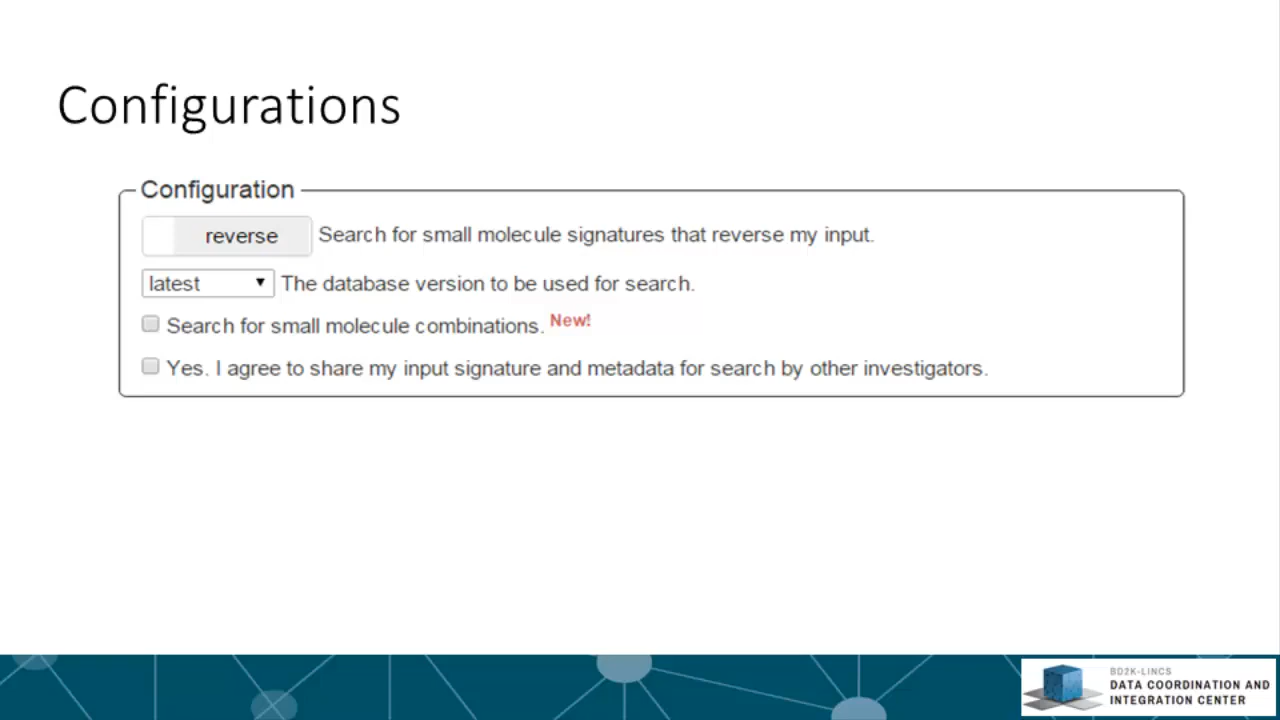 Configurations
Configuration
reverse Search for small molecule signatures that reverse my input.
latest The database version to be used for search.
Search for small molecule combinations. New!
Yes. I agree to share my input signature and metadata for search by other investigators.
BD2K-LINCS
DATA COORDINATION AND
INTEGRATION CENTER